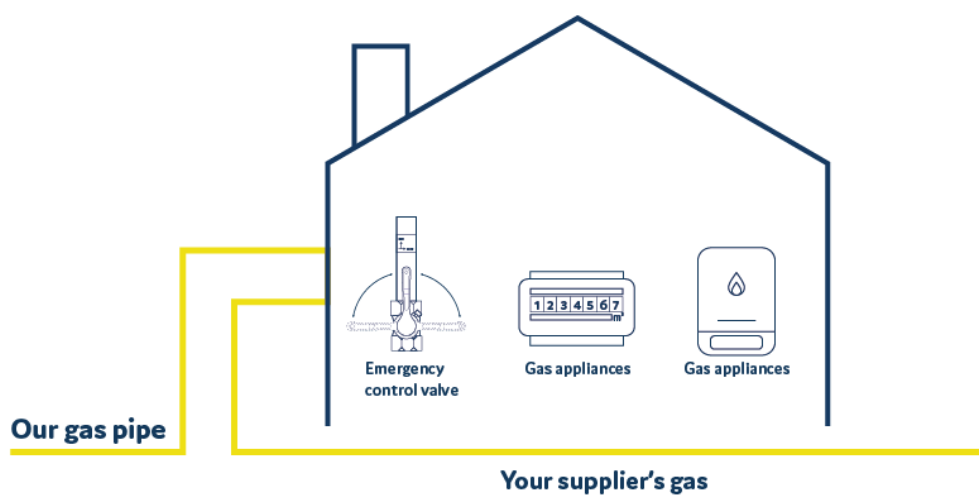 1234567
m
Emergency
control valve
Gas appliances
Gas appliances
Our gas pipe
Your supplier's gas